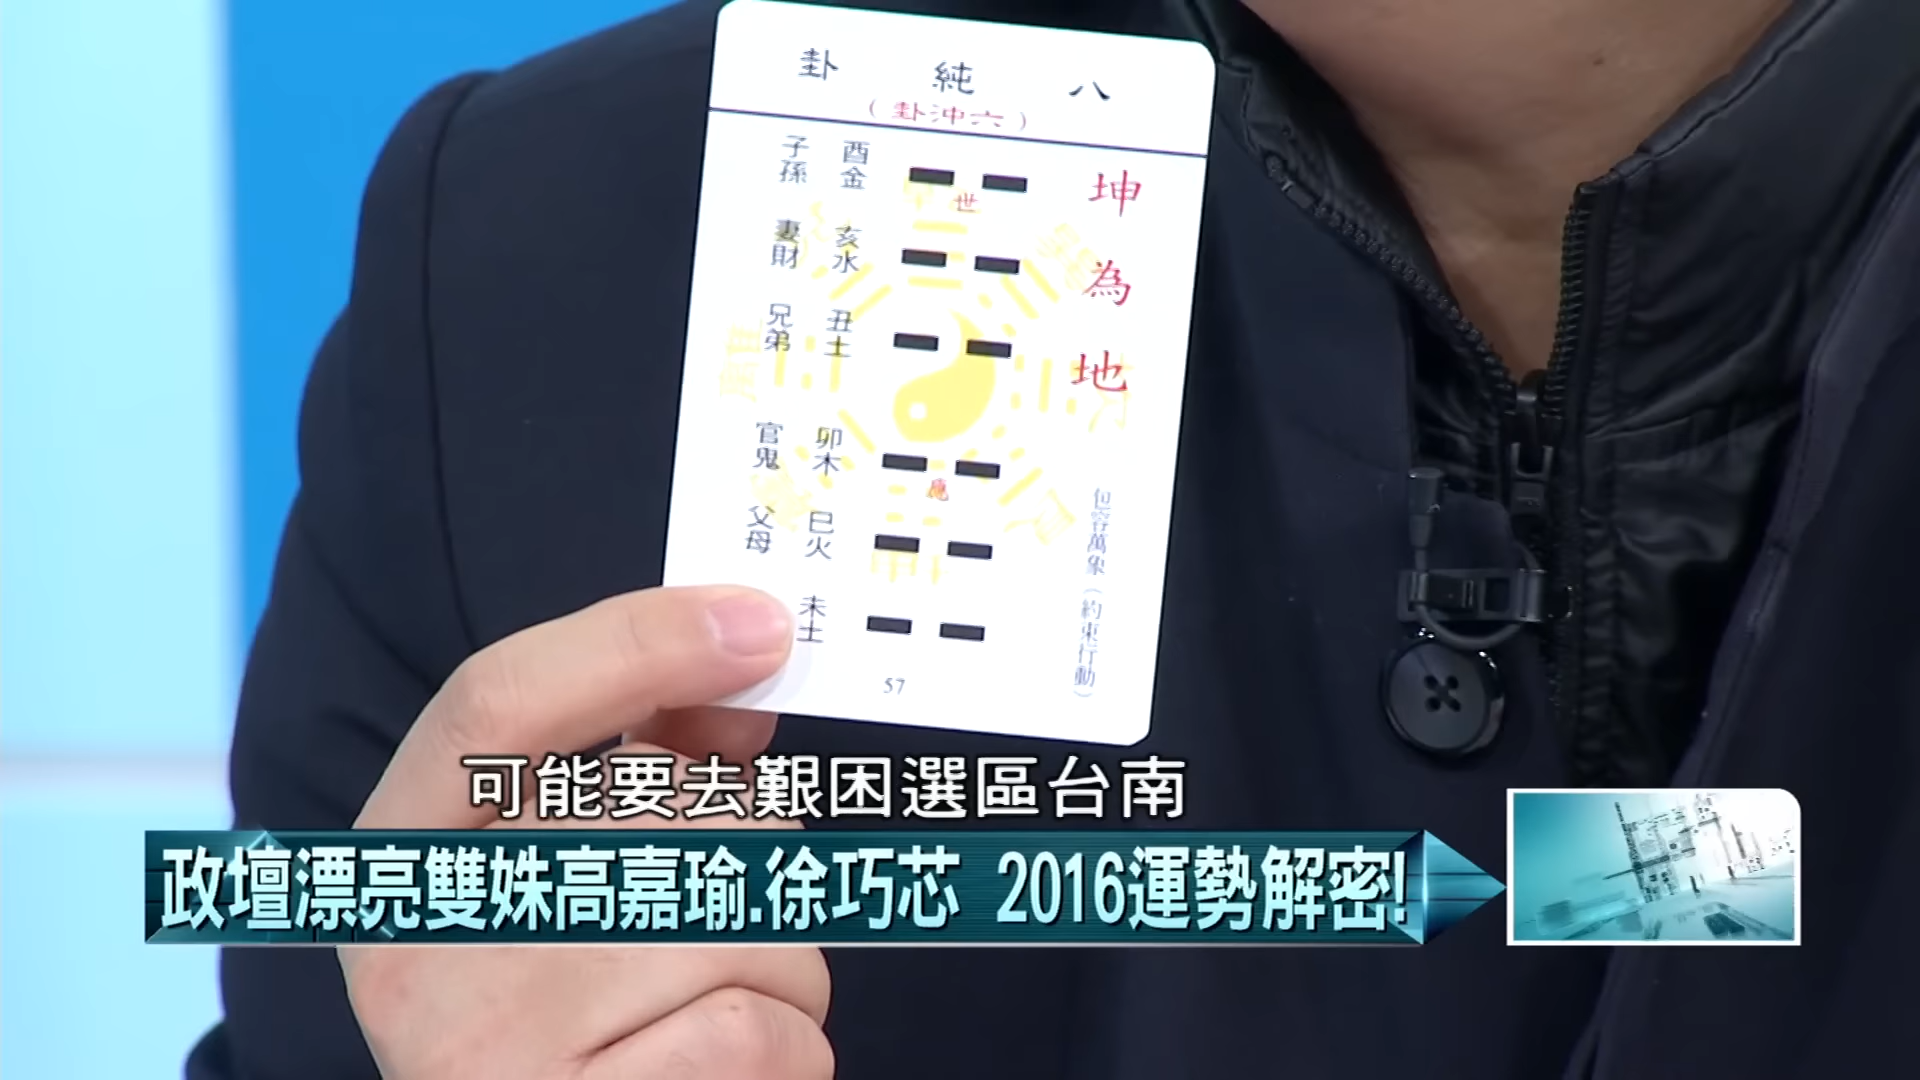 卦純八
(卦沖六)
坤為地
包容萬象(約束行動)
酉金
子孫
世
亥水
妻財
丑土
兄弟
卯木
官鬼
應
巳火
父母
未土
57
可能要去艱困選區台南
政壇漂亮雙姝高嘉瑜.徐巧芯 2016運勢解密!